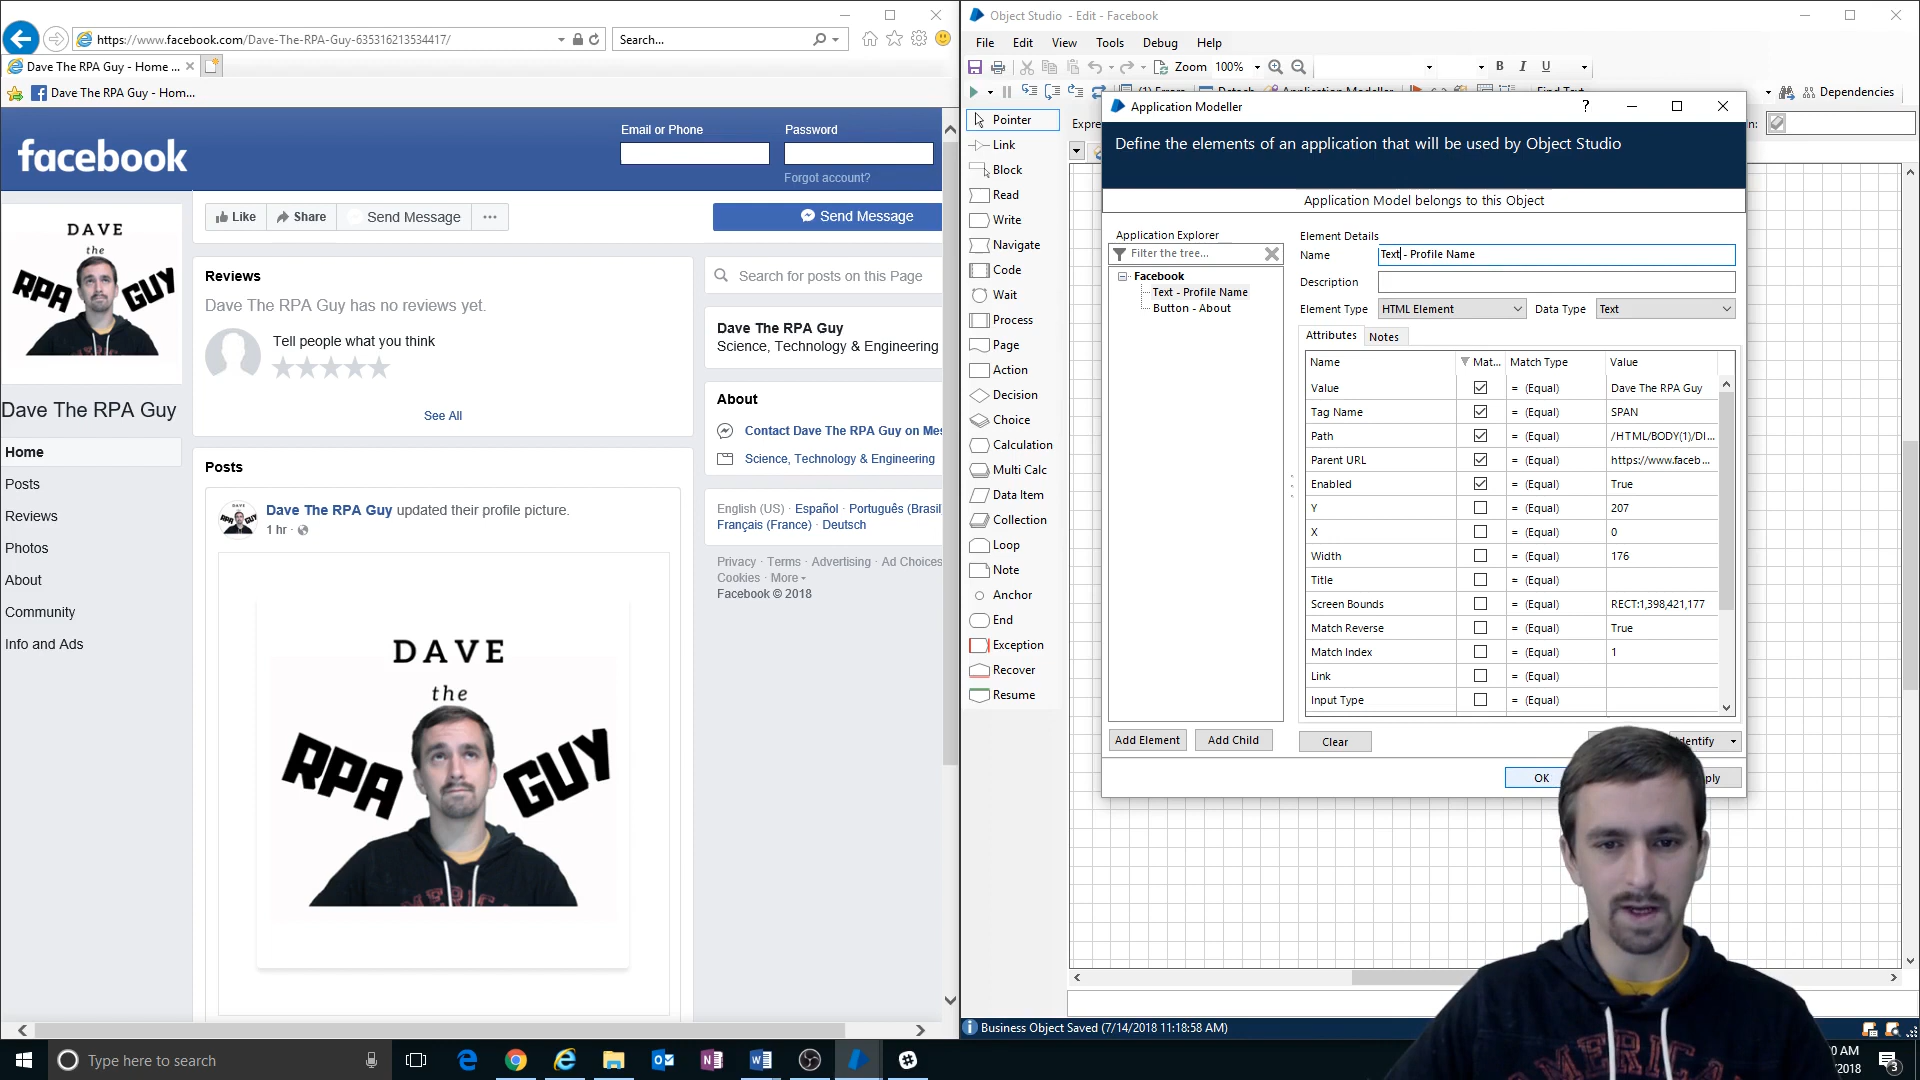 https://www.facebook.com/Dave-The-RPA-Guy-635316213534417/
Search...
Dave The RPA Guy - Home ...
Dave The RPA Guy - Hom...
facebook
Email or Phone
Password
Forgot account?
Like
Share
Send Message
Send Message
DAVE
the
RPA GUY
Dave The RPA Guy
Home
Posts
Reviews
Photos
About
Community
Info and Ads
Reviews
Dave The RPA Guy has no reviews yet.
Tell people what you think
See All
Posts
DAVE
RPA GUY
Dave The RPA Guy updated their profile picture.
1 hr ·
DAVE
the
RPA GUY
Search for posts on this Page
Dave The RPA Guy
Science, Technology & Engineering
About
Contact Dave The RPA Guy on Mes
Science, Technology & Engineering
English (US) · Español · Português (Brasil
Français (France) · Deutsch
Privacy · Terms · Advertising · Ad Choices
Cookies · More
Facebook © 2018
Object Studio - Edit - Facebook
File Edit View Tools Debug Help
Zoom 100%
B I U
Dependencies
Pointer
Link
Block
Read
Write
Navigate
Code
Wait
Process
Page
Action
Decision
Choice
Calculation
Multi Calc
Data Item
Collection
Loop
Note
Anchor
End
Exception
Recover
Resume
Expre
n:
Application Modeller
?
Define the elements of an application that will be used by Object Studio
Application Model belongs to this Object
Application Explorer
Filter the tree...
Facebook
Text - Profile Name
Button - About
Element Details
Name Text - Profile Name
Description
Element Type HTML Element Data Type Text
Attributes Notes
Name Mat... Match Type Value
Value = (Equal) Dave The RPA Guy
Tag Name = (Equal) SPAN
Path = (Equal) /HTML/BODY(1)/DI...
Parent URL = (Equal) https://www.faceb...
Enabled = (Equal) True
Y = (Equal) 207
X = (Equal) 0
Width = (Equal) 176
Title = (Equal)
Screen Bounds = (Equal) RECT:1,398,421,177
Match Reverse = (Equal) True
Match Index = (Equal) 1
Link = (Equal)
Input Type = (Equal)
Add Element Add Child Clear
dentify
OK
ply
Business Object Saved (7/14/2018 11:18:58 AM)
Type here to search
0 AM
/2018
3